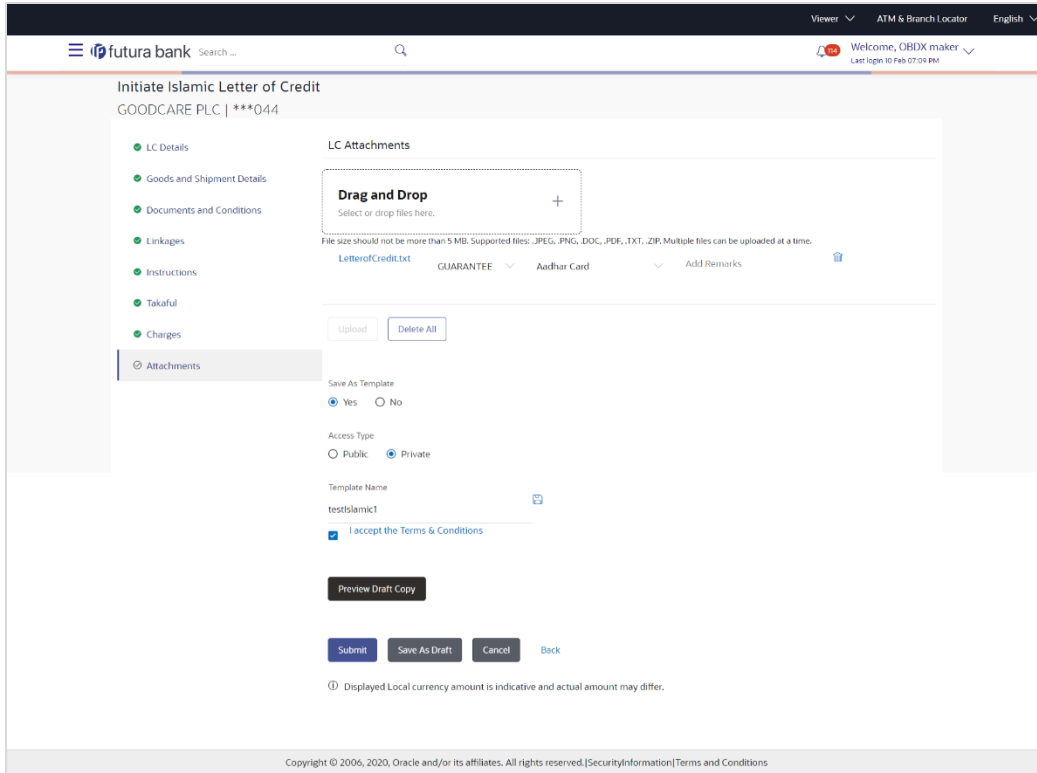 Viewer ATM & Branch Locator English
futura bank Search ... 114 Welcome, OBDX maker
Last login 10 Feb 07:09 PM
Initiate Islamic Letter of Credit
GOODCARE PLC | ***044
LC Details
Goods and Shipment Details
Documents and Conditions
Linkages
Instructions
Takaful
Charges
Attachments
LC Attachments
Drag and Drop
Select or drop files here.
File size should not be more than 5 MB. Supported files: .JPEG, .PNG, .DOC, .PDF, .TXT, .ZIP. Multiple files can be uploaded at a time.
LetterofCredit.txt GUARANTEE Aadhar Card Add Remarks
Upload Delete All
Save As Template
Yes No
Access Type
Public Private
Template Name
testIslamic1
I accept the Terms & Conditions
Preview Draft Copy
Submit Save As Draft Cancel Back
Displayed Local currency amount is indicative and actual amount may differ.
Copyright © 2006, 2020, Oracle and/or its affiliates. All rights reserved.|SecurityInformation|Terms and Conditions